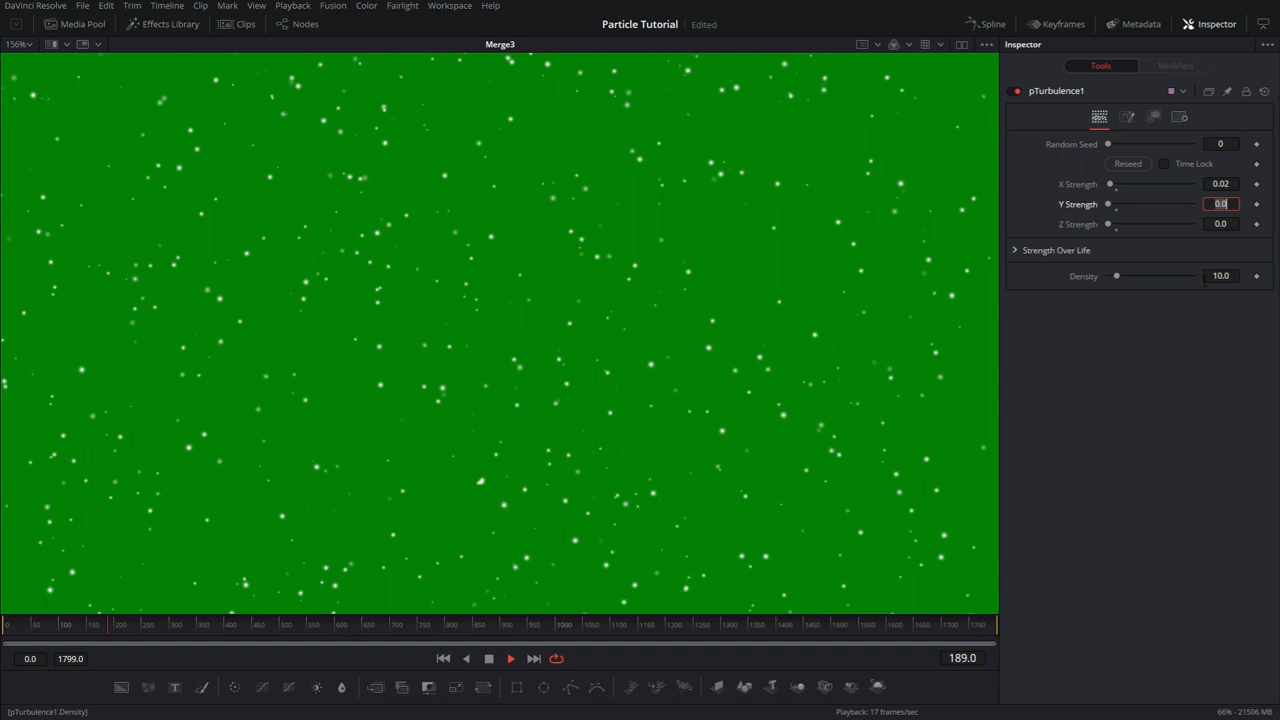 DaVinci Resolve File Edit Trim Timeline Clip Mark View Playback Fusion Color Fairlight Workspace Help
Media Pool Effects Library Clips Nodes Particle Tutorial Edited Spline Keyframes Metadata Inspector
156% Merge3 Inspector
Tools Modifiers
pTurbulence1
Random Seed 0
Reseed Time Lock
X Strength 0.02
Y Strength 0.0
Z Strength 0.0
Strength Over Life
Density 10.0
0 50 100 150 200 250 300 350 400 450 500 550 600 650 700 750 800 850 900 950 1000 1050 1100 1150 1200 1250 1300 1350 1400 1450 1500 1550 1600 1650 1700 1750
0.0 1799.0 189.0
T
[pTurbulence1.Density] Playback: 17 frames/sec 66% - 21506 MB